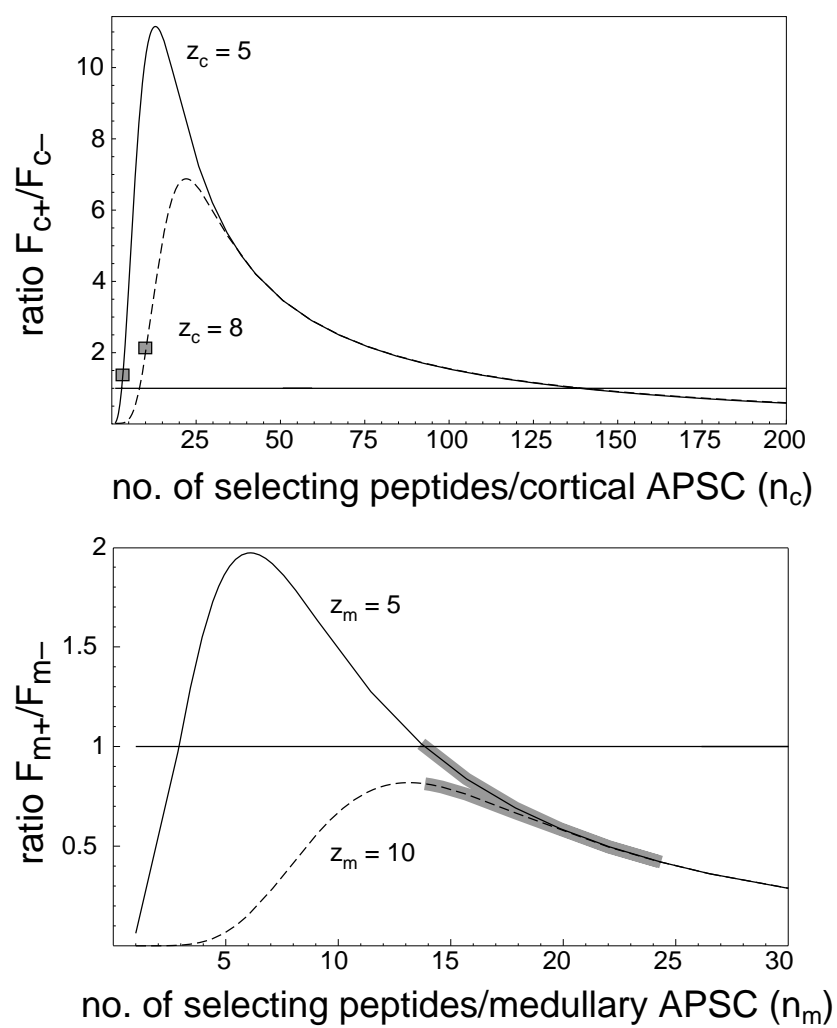 ratio F_c+/F_c–
10
8
6
4
2
z_c = 5
z_c = 8
25 50 75 100 125 150 175 200
no. of selecting peptides/cortical APSC (n_c)
ratio F_m+/F_m–
2
1.5
1
0.5
z_m = 5
z_m = 10
5 10 15 20 25 30
no. of selecting peptides/medullary APSC (n_m)